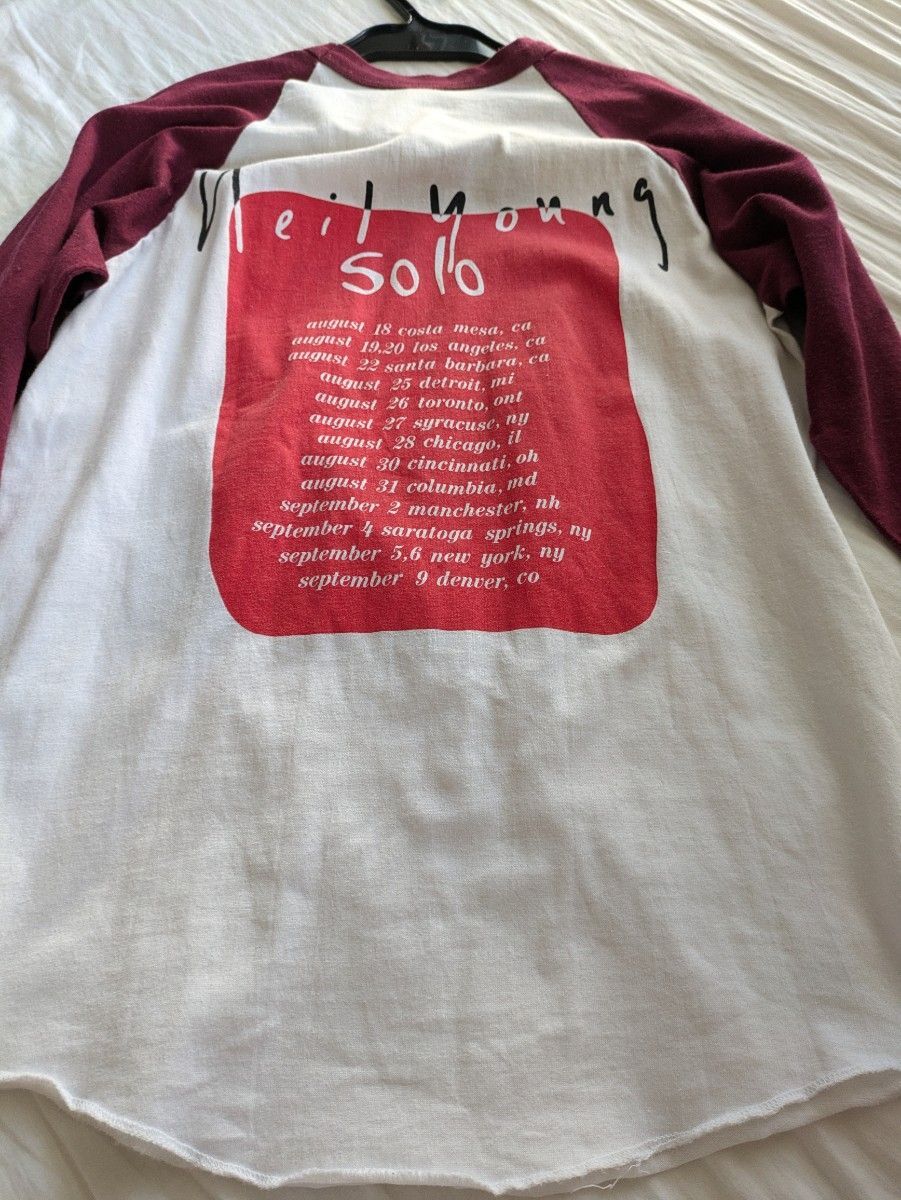 Neil Young
solo
august 18 costa mesa, ca
august 19,20 los angeles, ca
august 22 santa barbara, ca
august 25 detroit, mi
august 26 toronto, ont
august 27 syracuse, ny
august 28 chicago, il
august 30 cincinnati, oh
august 31 columbia, md
september 2 manchester, nh
september 4 saratoga springs, ny
september 5,6 new york, ny
september 9 denver, co